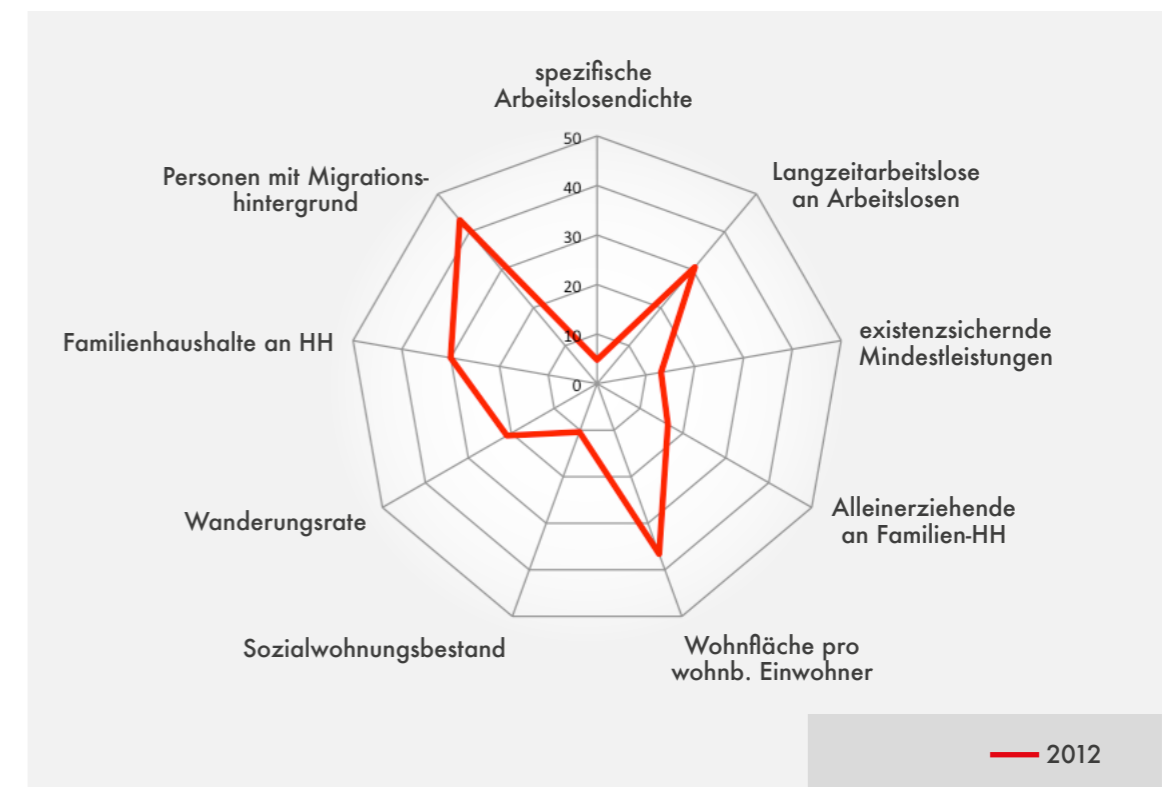 spezifische
Arbeitslosendichte
50
Personen mit Migrations-
hintergrund
Langzeitarbeitslose
an Arbeitslosen
40
30
20
10
0
Familienhaushalte an HH
existenzsichernde
Mindestleistungen
Wanderungsrate
Alleinerziehende
an Familien-HH
Sozialwohnungsbestand
Wohnfläche pro
wohnb. Einwohner
2012